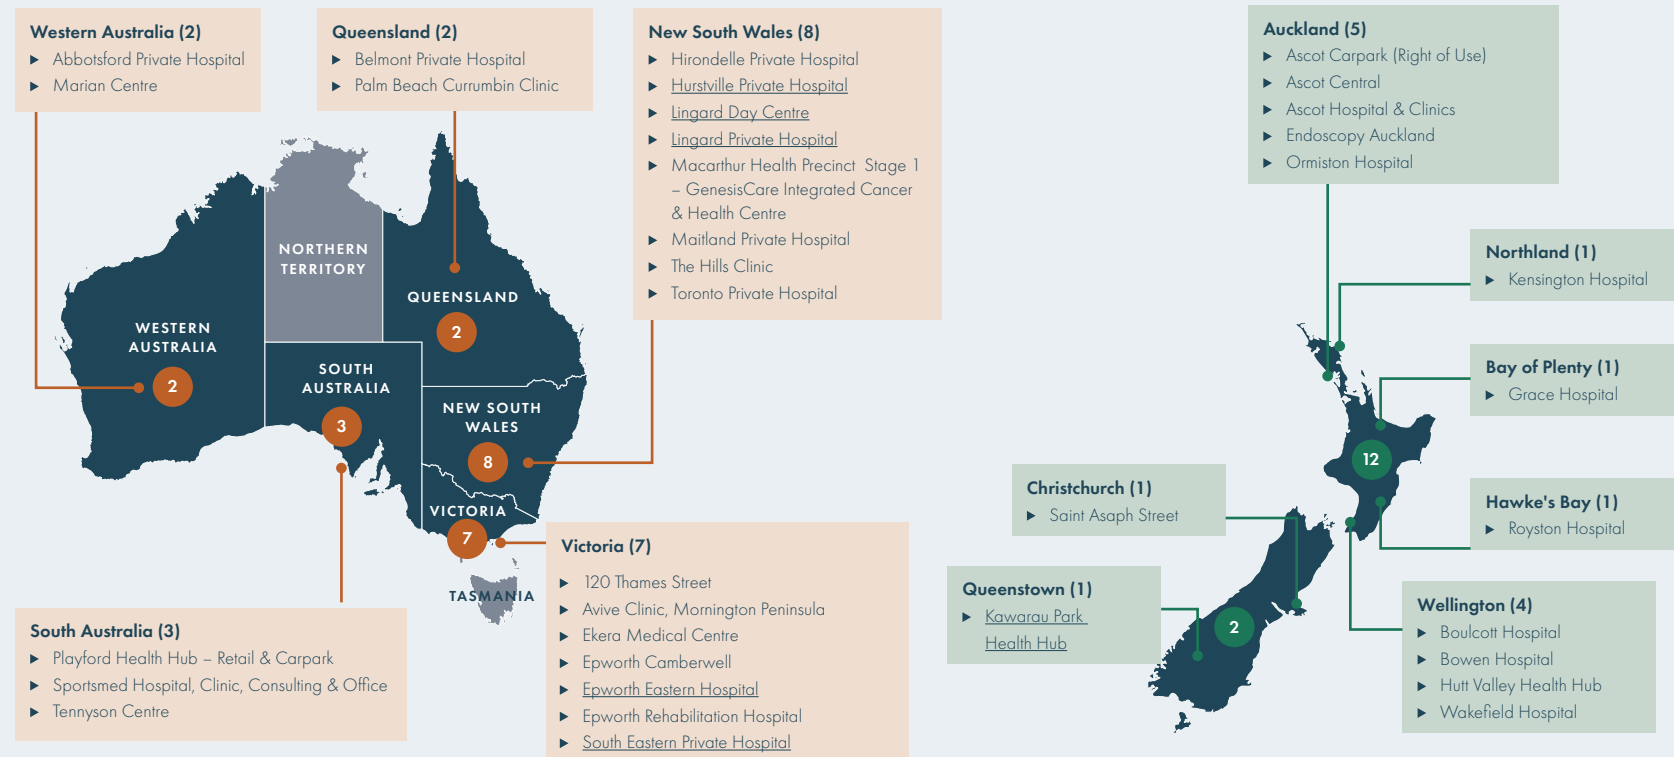 Western Australia (2)
Abbotsford Private Hospital
Marian Centre
Queensland (2)
Belmont Private Hospital
Palm Beach Currumbin Clinic
New South Wales (8)
Hirondelle Private Hospital
Hurstville Private Hospital
Lingard Day Centre
Lingard Private Hospital
Macarthur Health Precinct Stage 1
– GenesisCare Integrated Cancer
& Health Centre
Maitland Private Hospital
The Hills Clinic
Toronto Private Hospital
NORTHERN
TERRITORY
QUEENSLAND
2
WESTERN
AUSTRALIA
2
SOUTH
AUSTRALIA
3
NEW SOUTH
WALES
8
VICTORIA
7
TASMANIA
South Australia (3)
Playford Health Hub – Retail & Carpark
Sportsmed Hospital, Clinic, Consulting & Office
Tennyson Centre
Victoria (7)
120 Thames Street
Avive Clinic, Mornington Peninsula
Ekera Medical Centre
Epworth Camberwell
Epworth Eastern Hospital
Epworth Rehabilitation Hospital
South Eastern Private Hospital
Auckland (5)
Ascot Carpark (Right of Use)
Ascot Central
Ascot Hospital & Clinics
Endoscopy Auckland
Ormiston Hospital
Northland (1)
Kensington Hospital
Bay of Plenty (1)
Grace Hospital
12
Hawke's Bay (1)
Royston Hospital
Christchurch (1)
Saint Asaph Street
Queenstown (1)
Kawarau Park
Health Hub
2
Wellington (4)
Boulcott Hospital
Bowen Hospital
Hutt Valley Health Hub
Wakefield Hospital